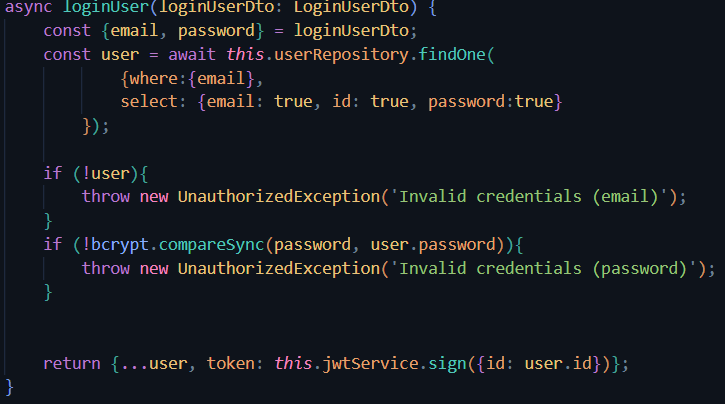 async loginUser(loginUserDto: LoginUserDto) {
    const {email, password} = loginUserDto;
    const user = await this.userRepository.findOne(
            {where:{email},
            select: {email: true, id: true, password:true}
        });

    if (!user){
        throw new UnauthorizedException('Invalid credentials (email)');
    }
    if (!bcrypt.compareSync(password, user.password)){
        throw new UnauthorizedException('Invalid credentials (password)');
    }


    return {...user, token: this.jwtService.sign({id: user.id})};
}